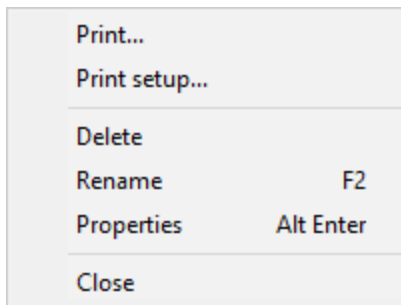 Print...
Print setup...
Delete
Rename F2
Properties Alt Enter
Close